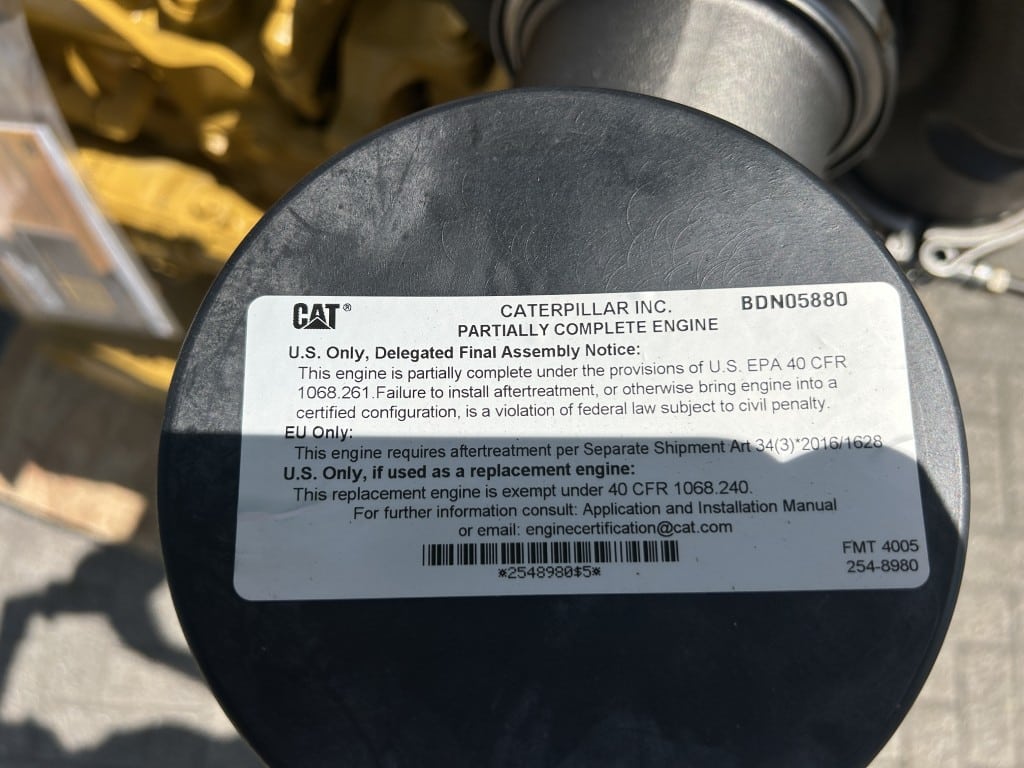 CAT® CATERPILLAR INC. BDN05880
PARTIALLY COMPLETE ENGINE
U.S. Only, Delegated Final Assembly Notice:
This engine is partially complete under the provisions of U.S. EPA 40 CFR
1068.261.Failure to install aftertreatment, or otherwise bring engine into a
certified configuration, is a violation of federal law subject to civil penalty.
EU Only:
This engine requires aftertreatment per Separate Shipment Art 34(3)*2016/1628
U.S. Only, if used as a replacement engine:
This replacement engine is exempt under 40 CFR 1068.240.
For further information consult: Application and Installation Manual
or email: enginecertification@cat.com
*2548980$5*
FMT 4005
254-8980